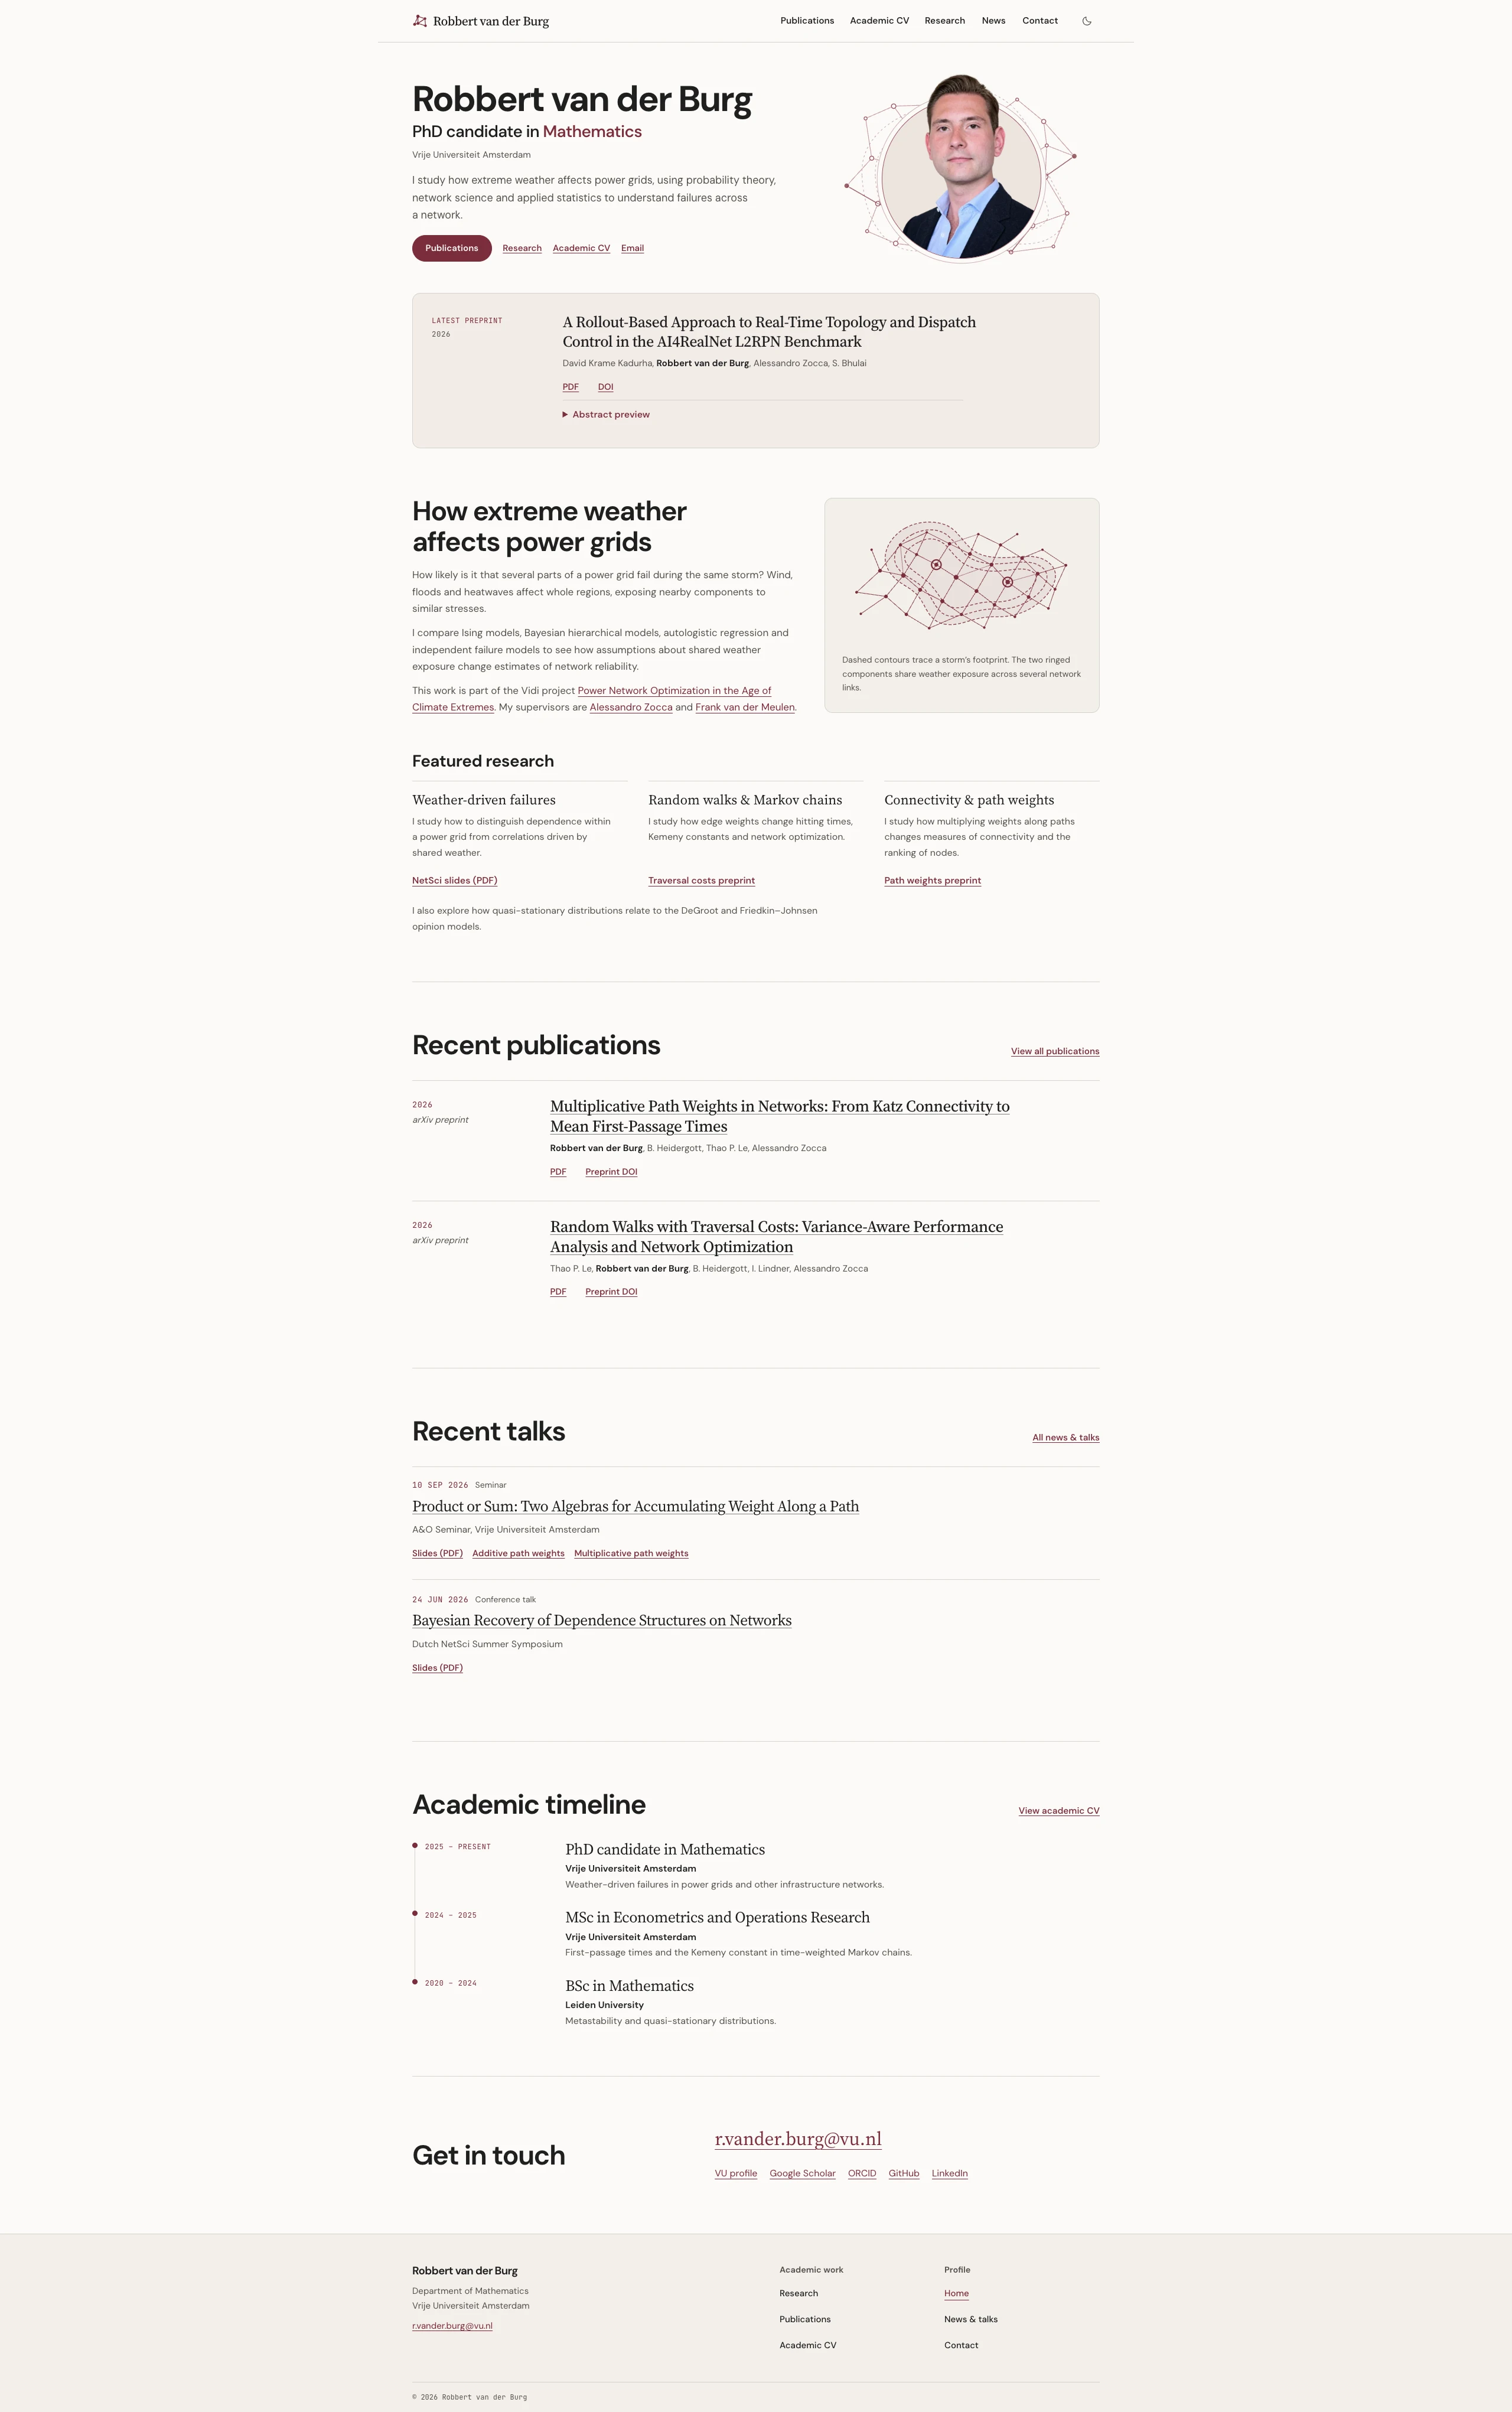 Robbert van der Burg
Publications Academic CV Research News Contact
Robbert van der Burg
PhD candidate in Mathematics
Vrije Universiteit Amsterdam
I study how extreme weather affects power grids, using probability theory,
network science and applied statistics to understand failures across
a network.
Publications Research Academic CV Email
LATEST PREPRINT
2026
A Rollout-Based Approach to Real-Time Topology and Dispatch
Control in the AI4RealNet L2RPN Benchmark
David Krame Kadurha, Robbert van der Burg, Alessandro Zocca, S. Bhulai
PDF DOI
Abstract preview
How extreme weather
affects power grids
How likely is it that several parts of a power grid fail during the same storm? Wind,
floods and heatwaves affect whole regions, exposing nearby components to
similar stresses.
I compare Ising models, Bayesian hierarchical models, autologistic regression and
independent failure models to see how assumptions about shared weather
exposure change estimates of network reliability.
This work is part of the Vidi project Power Network Optimization in the Age of
Climate Extremes. My supervisors are Alessandro Zocca and Frank van der Meulen.
Dashed contours trace a storm's footprint. The two ringed
components share weather exposure across several network
links.
Featured research
Weather-driven failures
I study how to distinguish dependence within
a power grid from correlations driven by
shared weather.
NetSci slides (PDF)
Random walks & Markov chains
I study how edge weights change hitting times,
Kemeny constants and network optimization.
Traversal costs preprint
Connectivity & path weights
I study how multiplying weights along paths
changes measures of connectivity and the
ranking of nodes.
Path weights preprint
I also explore how quasi-stationary distributions relate to the DeGroot and Friedkin–Johnsen
opinion models.
Recent publications
View all publications
2026
arXiv preprint
Multiplicative Path Weights in Networks: From Katz Connectivity to
Mean First-Passage Times
Robbert van der Burg, B. Heidergott, Thao P. Le, Alessandro Zocca
PDF Preprint DOI
2026
arXiv preprint
Random Walks with Traversal Costs: Variance-Aware Performance
Analysis and Network Optimization
Thao P. Le, Robbert van der Burg, B. Heidergott, I. Lindner, Alessandro Zocca
PDF Preprint DOI
Recent talks
All news & talks
10 SEP 2026 Seminar
Product or Sum: Two Algebras for Accumulating Weight Along a Path
A&O Seminar, Vrije Universiteit Amsterdam
Slides (PDF) Additive path weights Multiplicative path weights
24 JUN 2026 Conference talk
Bayesian Recovery of Dependence Structures on Networks
Dutch NetSci Summer Symposium
Slides (PDF)
Academic timeline
View academic CV
2025 – PRESENT
PhD candidate in Mathematics
Vrije Universiteit Amsterdam
Weather-driven failures in power grids and other infrastructure networks.
2024 – 2025
MSc in Econometrics and Operations Research
Vrije Universiteit Amsterdam
First-passage times and the Kemeny constant in time-weighted Markov chains.
2020 – 2024
BSc in Mathematics
Leiden University
Metastability and quasi-stationary distributions.
Get in touch
r.vander.burg@vu.nl
VU profile Google Scholar ORCID GitHub LinkedIn
Robbert van der Burg
Department of Mathematics
Vrije Universiteit Amsterdam
r.vander.burg@vu.nl
Academic work
Research
Publications
Academic CV
Profile
Home
News & talks
Contact
© 2026 Robbert van der Burg